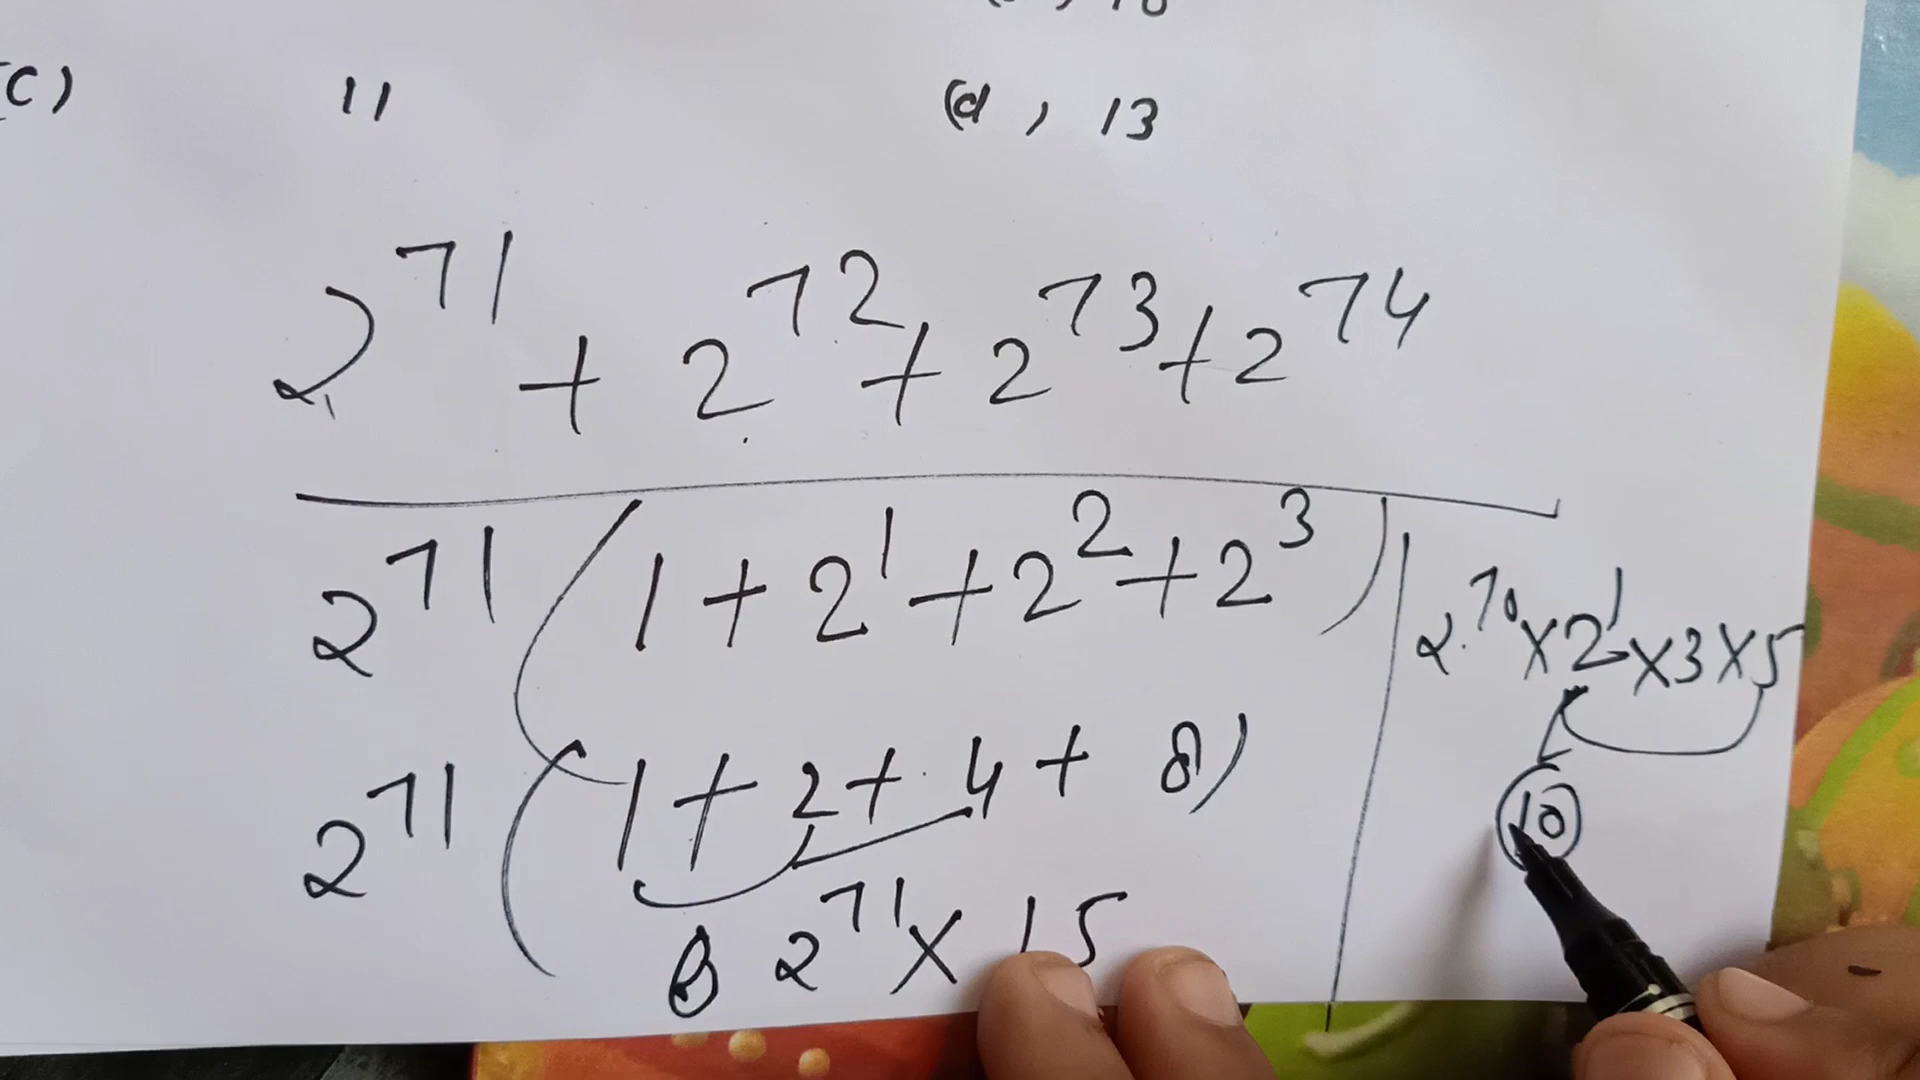 (C) 11 (d, 13
2^71 + 2^72 + 2^73 + 2^74
2^71 (1 + 2^1 + 2^2 + 2^3)
2^71 (1 + 2 + 4 + 8)
2^71 × 15
2^70 × 2^1 × 3 × 5
10